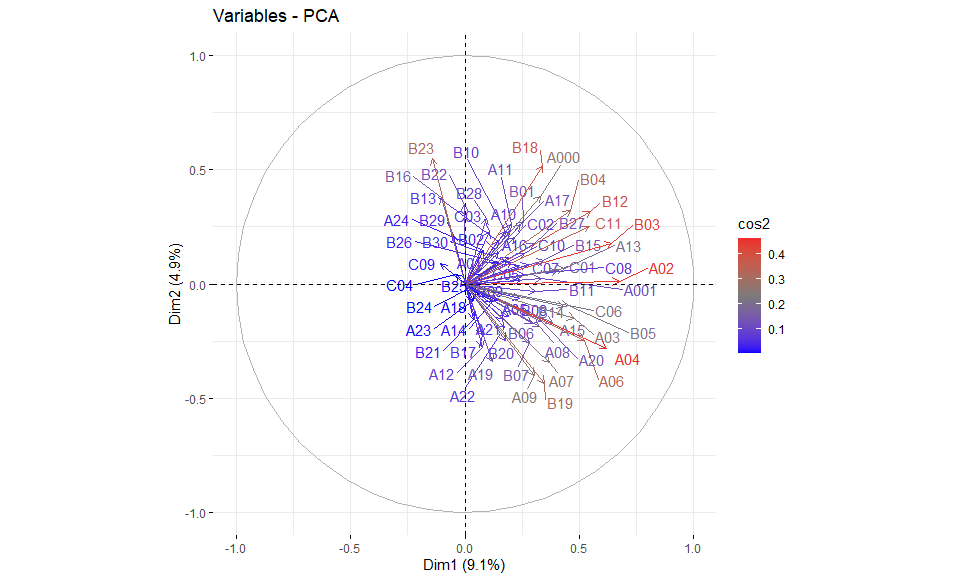 Variables - PCA
1.0
0.5
0.0
-0.5
-1.0
Dim2 (4.9%)
B23
B10
B18
A000
B16
B22
A11
B04
B13
B28
B01
A17
B12
A24
B29
C03
A10
C02
B27
C11
B03
B26
B30
B02
A16
C10
B15
A13
C09
C07
C01
C08
A02
C04
B25
B11
A001
B24
A18
B14
C06
A23
A14
A21
B06
A15
A03
B05
B21
B17
B20
A08
A20
A04
A12
A19
B07
A07
A06
A22
A09
B19
-1.0
-0.5
0.0
0.5
1.0
Dim1 (9.1%)
cos2
0.4
0.3
0.2
0.1